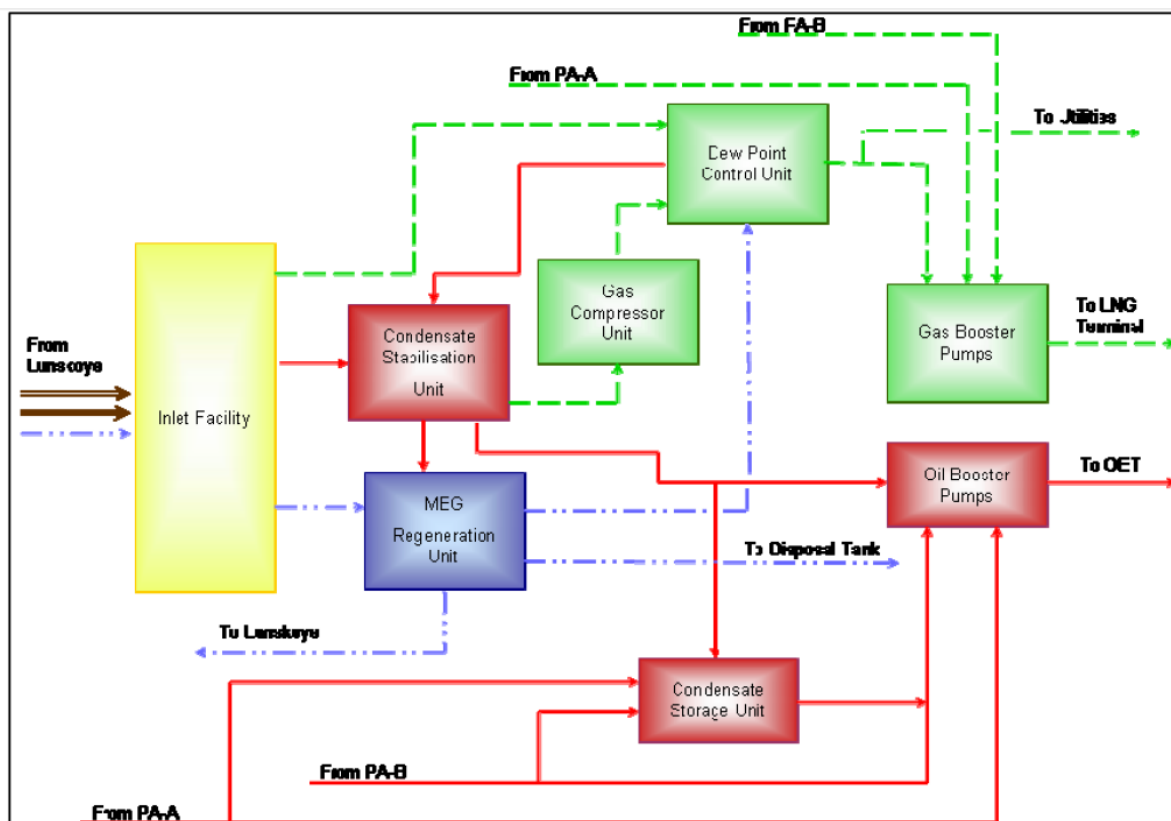 From PA-B
From PA-A
To Utilities
Dew Point
Control Unit
Gas
Compressor
Unit
To LNG
Terminal
Gas Booster
Pumps
From
Lunskoye
Inlet Facility
Condensate
Stabilisation
Unit
To OET
Oil Booster
Pumps
MEG
Regeneration
Unit
To Disposal Tank
To Lunskoye
Condensate
Storage Unit
From PA-B
From PA-A